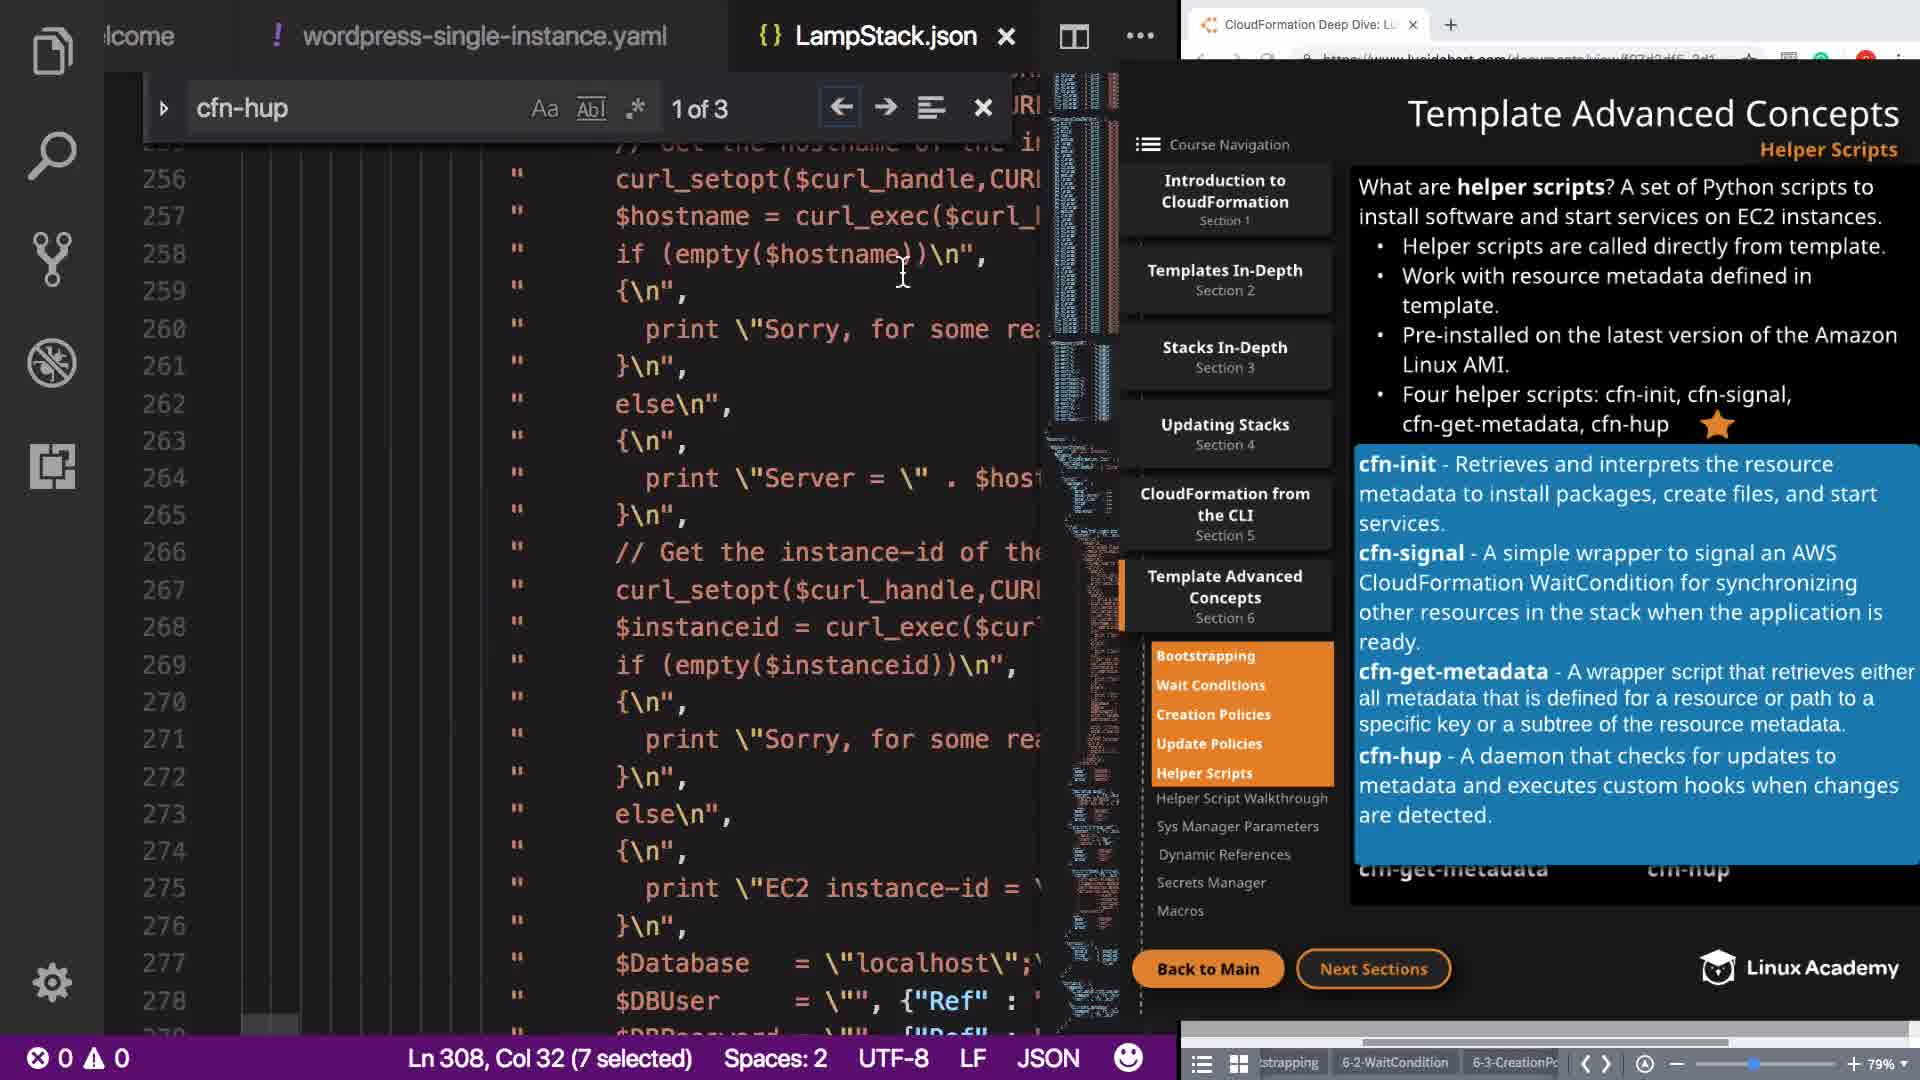 lcome
! wordpress-single-instance.yaml
{} LampStack.json
cfn-hup
Aa
Abl
.*
1 of 3
256 " curl_setopt($curl_handle,CUR
257 " $hostname = curl_exec($curl_
258 " if (empty($hostname))\n",
259 " {\n",
260 " print \"Sorry, for some rea
261 " }\n",
262 " else\n",
263 " {\n",
264 " print \"Server = \" . $host
265 " }\n",
266 " // Get the instance-id of the
267 " curl_setopt($curl_handle,CUR
268 " $instanceid = curl_exec($cur
269 " if (empty($instanceid))\n",
270 " {\n",
271 " print \"Sorry, for some rea
272 " }\n",
273 " else\n",
274 " {\n",
275 " print \"EC2 instance-id = \
276 " }\n",
277 " $Database = \"localhost\";\
278 " $DBUser = \"", {"Ref" :
0 0
Ln 308, Col 32 (7 selected)
Spaces: 2
UTF-8
LF
JSON
CloudFormation Deep Dive: Lu
Template Advanced Concepts
Helper Scripts
Course Navigation
Introduction to
CloudFormation
Section 1
Templates In-Depth
Section 2
Stacks In-Depth
Section 3
Updating Stacks
Section 4
CloudFormation from
the CLI
Section 5
Template Advanced
Concepts
Section 6
Bootstrapping
Wait Conditions
Creation Policies
Update Policies
Helper Scripts
Helper Script Walkthrough
Sys Manager Parameters
Dynamic References
Secrets Manager
Macros
Back to Main
Next Sections
What are helper scripts? A set of Python scripts to
install software and start services on EC2 instances.
• Helper scripts are called directly from template.
• Work with resource metadata defined in
template.
• Pre-installed on the latest version of the Amazon
Linux AMI.
• Four helper scripts: cfn-init, cfn-signal,
cfn-get-metadata, cfn-hup
cfn-init - Retrieves and interprets the resource
metadata to install packages, create files, and start
services.
cfn-signal - A simple wrapper to signal an AWS
CloudFormation WaitCondition for synchronizing
other resources in the stack when the application is
ready.
cfn-get-metadata - A wrapper script that retrieves either
all metadata that is defined for a resource or path to a
specific key or a subtree of the resource metadata.
cfn-hup - A daemon that checks for updates to
metadata and executes custom hooks when changes
are detected.
cfn-get-metadata cfn-hup
Linux Academy
strapping
6-2-WaitCondition
6-3-CreationPo
79%